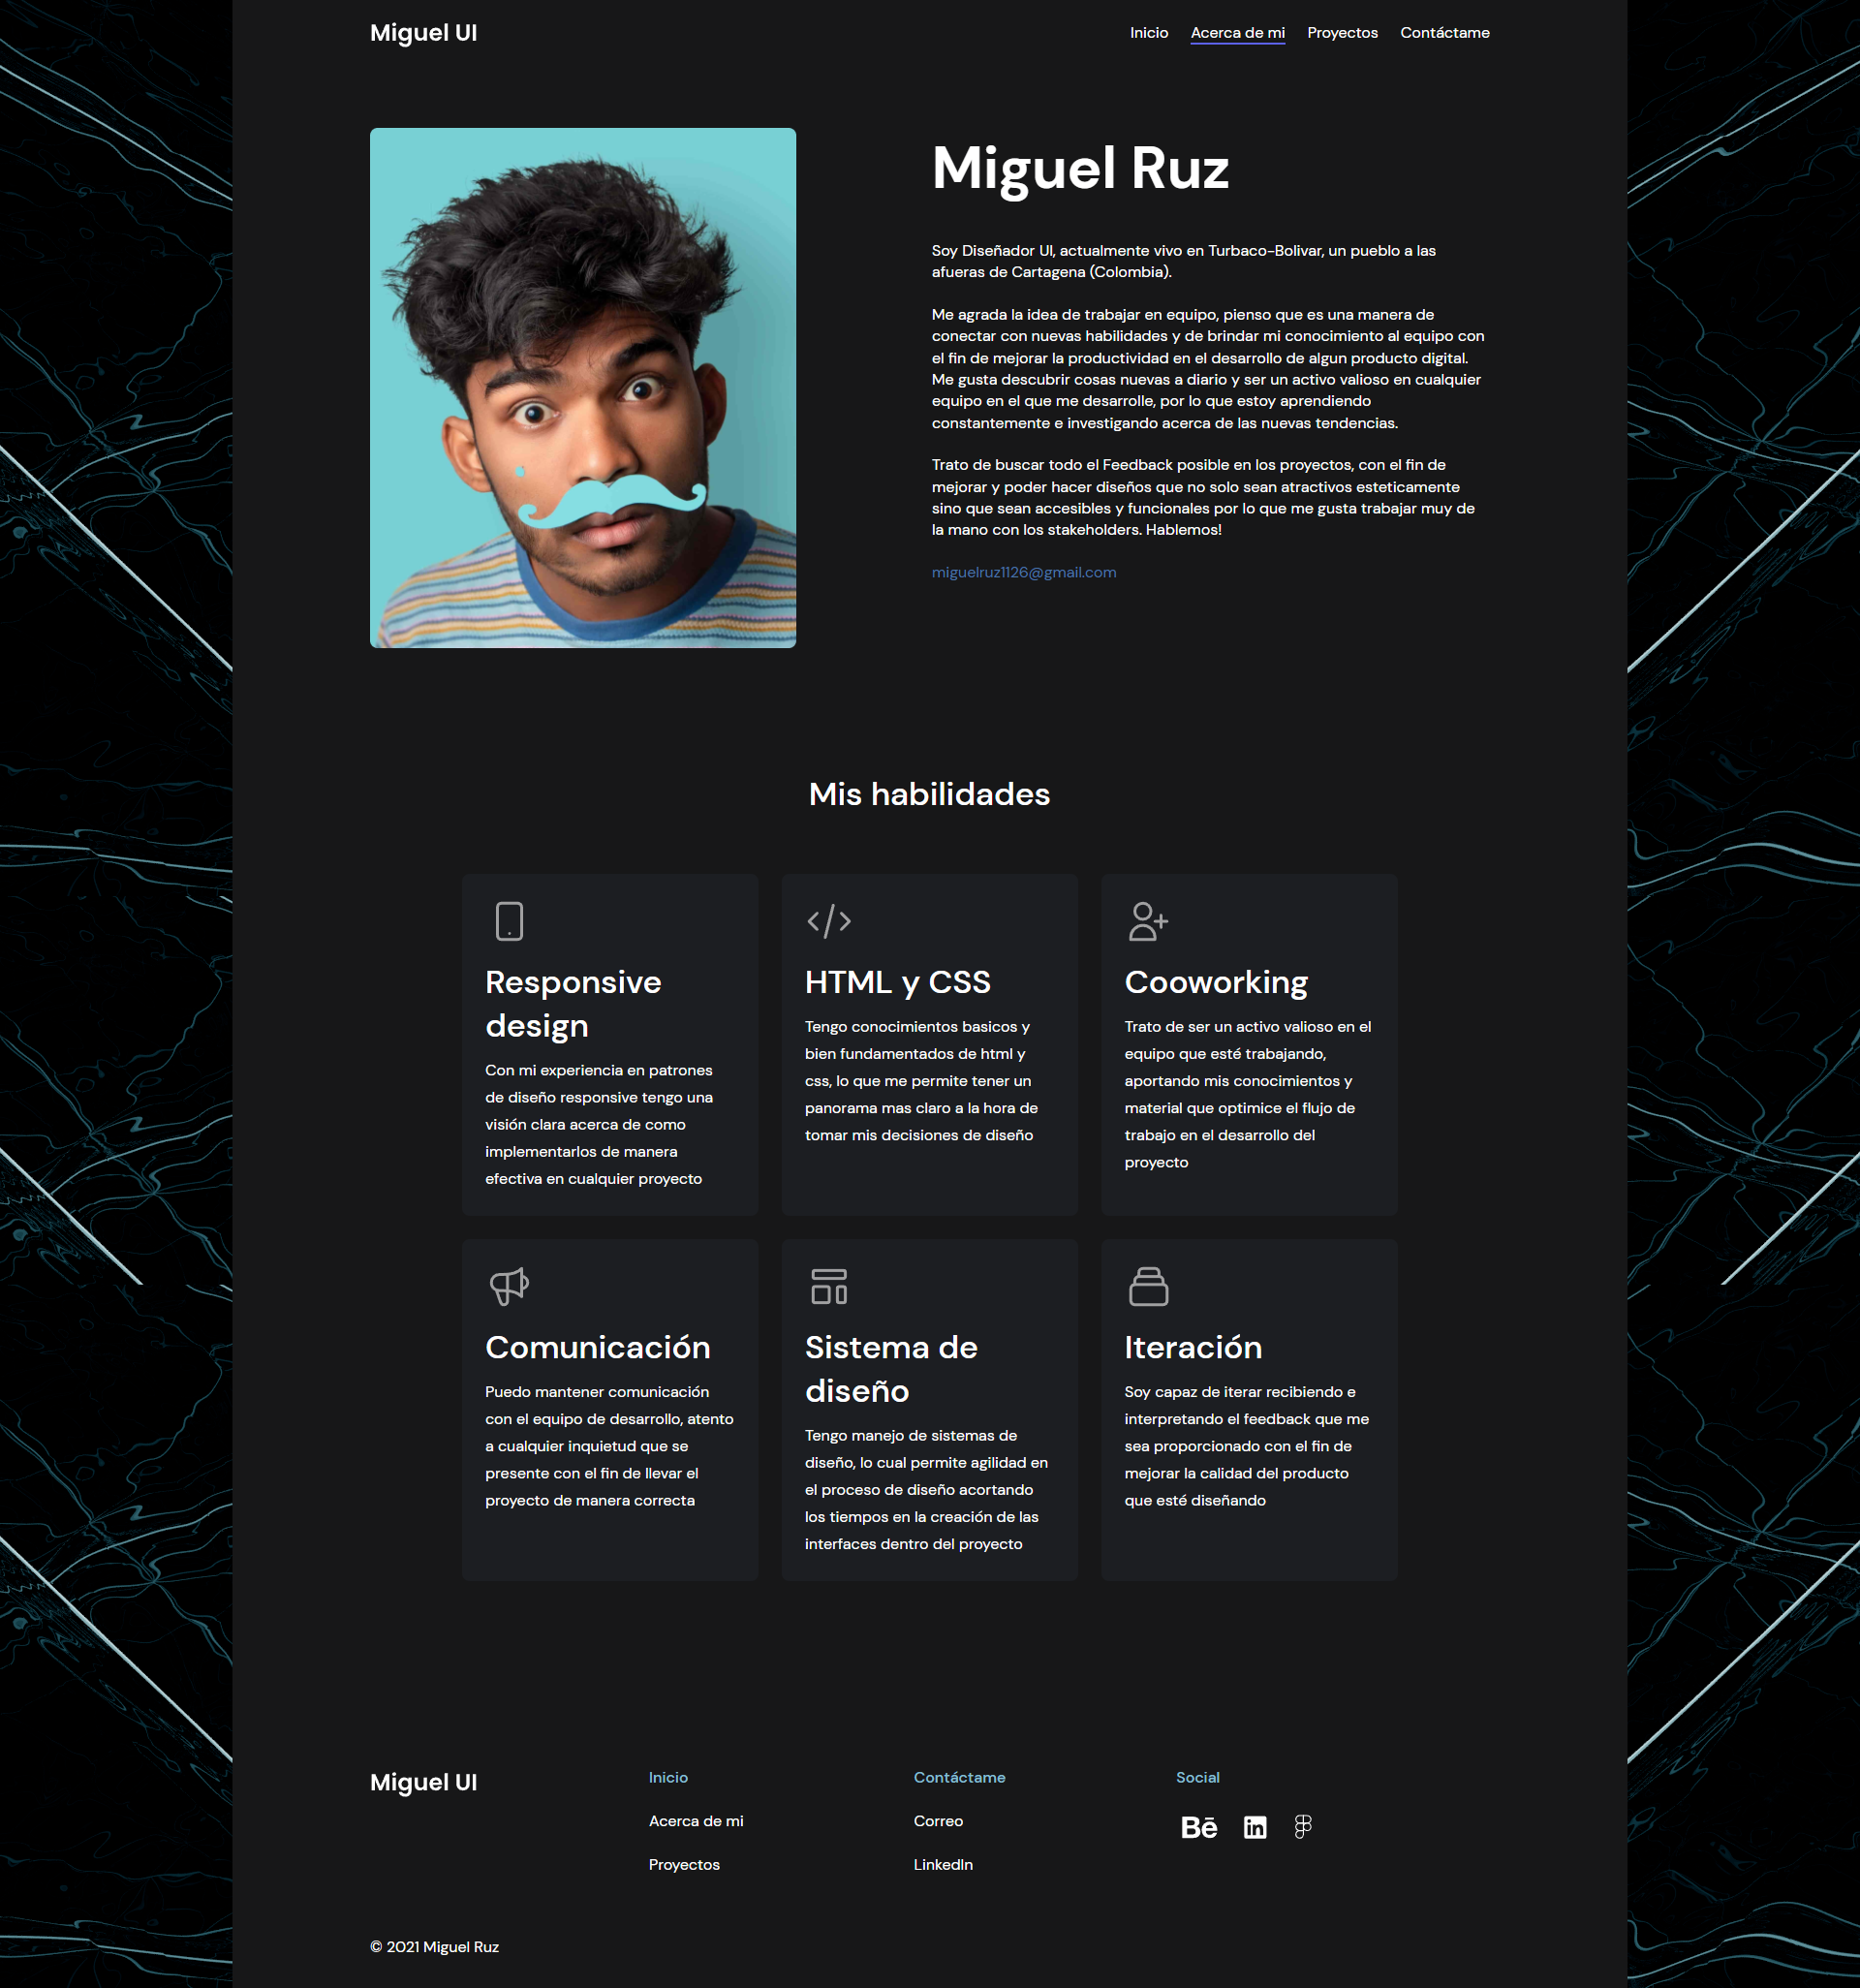 Miguel UI
Inicio Acerca de mi Proyectos Contáctame
Miguel Ruz
Soy Diseñador UI, actualmente vivo en Turbaco-Bolivar, un pueblo a las
afueras de Cartagena (Colombia).
Me agrada la idea de trabajar en equipo, pienso que es una manera de
conectar con nuevas habilidades y de brindar mi conocimiento al equipo con
el fin de mejorar la productividad en el desarrollo de algun producto digital.
Me gusta descubrir cosas nuevas a diario y ser un activo valioso en cualquier
equipo en el que me desarrolle, por lo que estoy aprendiendo
constantemente e investigando acerca de las nuevas tendencias.
Trato de buscar todo el Feedback posible en los proyectos, con el fin de
mejorar y poder hacer diseños que no solo sean atractivos esteticamente
sino que sean accesibles y funcionales por lo que me gusta trabajar muy de
la mano con los stakeholders. Hablemos!
miguelruz1126@gmail.com
Mis habilidades
Responsive
design
Con mi experiencia en patrones
de diseño responsive tengo una
visión clara acerca de como
implementarlos de manera
efectiva en cualquier proyecto
HTML y CSS
Tengo conocimientos basicos y
bien fundamentados de html y
css, lo que me permite tener un
panorama mas claro a la hora de
tomar mis decisiones de diseño
Cooworking
Trato de ser un activo valioso en el
equipo que esté trabajando,
aportando mis conocimientos y
material que optimice el flujo de
trabajo en el desarrollo del
proyecto
Comunicación
Puedo mantener comunicación
con el equipo de desarrollo, atento
a cualquier inquietud que se
presente con el fin de llevar el
proyecto de manera correcta
Sistema de
diseño
Tengo manejo de sistemas de
diseño, lo cual permite agilidad en
el proceso de diseño acortando
los tiempos en la creación de las
interfaces dentro del proyecto
Iteración
Soy capaz de iterar recibiendo e
interpretando el feedback que me
sea proporcionado con el fin de
mejorar la calidad del producto
que esté diseñando
Miguel UI
Inicio
Acerca de mi
Proyectos
Contáctame
Correo
LinkedIn
Social
Bē in
© 2021 Miguel Ruz